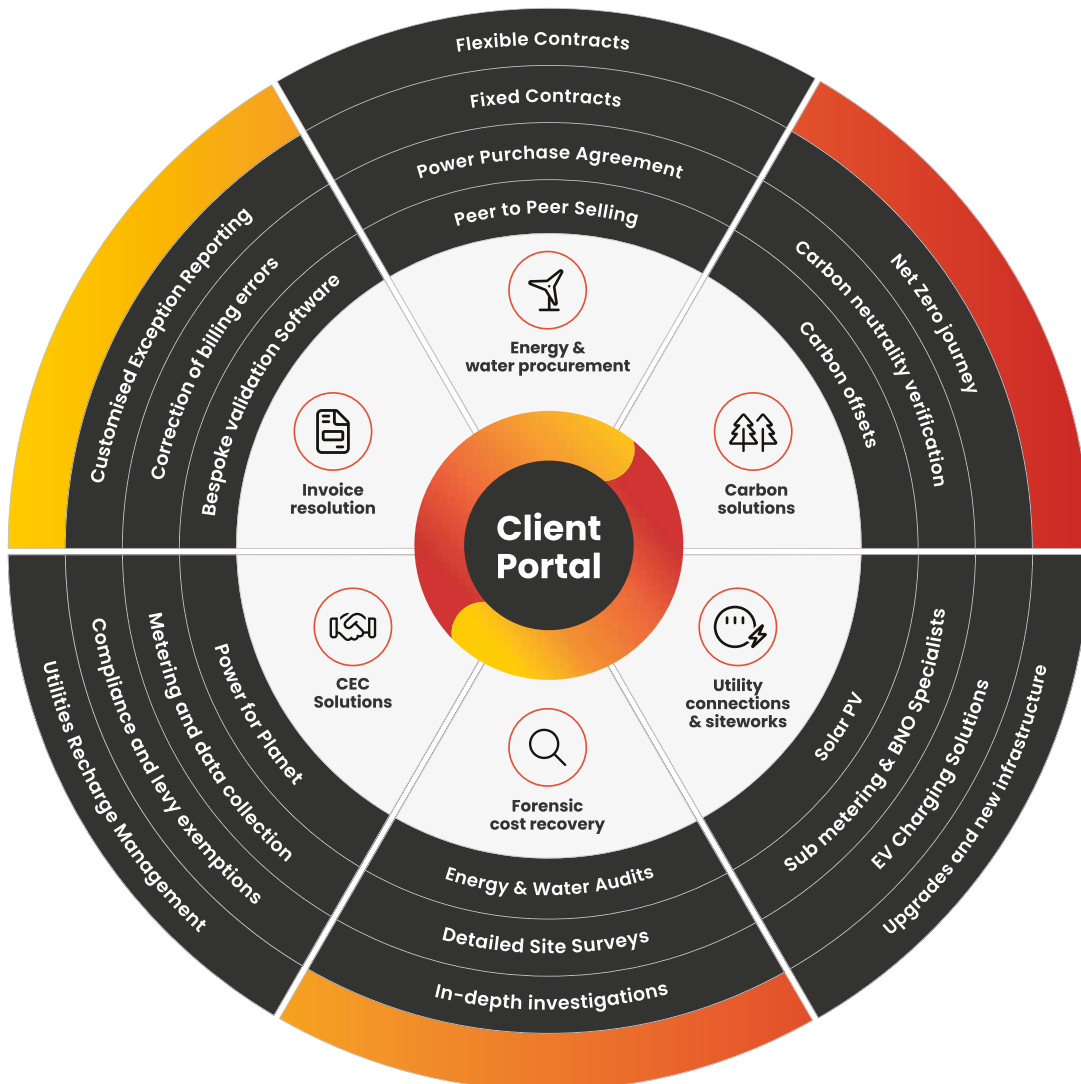 Flexible Contracts
Fixed Contracts
Power Purchase Agreement
Peer to Peer Selling
Energy &
water procurement
Net Zero journey
Carbon neutrality verification
Carbon offsets
Carbon
solutions
Solar PV
Sub metering & BNO Specialists
EV Charging Solutions
Upgrades and new infrastructure
Utility
connections
& siteworks
Energy & Water Audits
Detailed Site Surveys
In-depth investigations
Forensic
cost recovery
Power for Planet
Metering and data collection
Compliance and levy exemptions
Utilities Recharge Management
CEC
Solutions
Customised Exception Reporting
Correction of billing errors
Bespoke validation Software
Invoice
resolution
Client
Portal